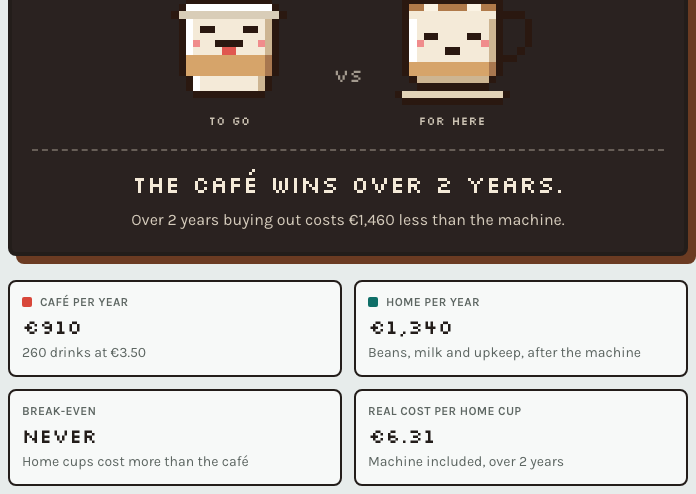 VS
TO GO
FOR HERE
THE CAFÉ WINS OVER 2 YEARS.
Over 2 years buying out costs €1,460 less than the machine.
CAFÉ PER YEAR
€910
260 drinks at €3.50
HOME PER YEAR
€1,340
Beans, milk and upkeep, after the machine
BREAK-EVEN
NEVER
Home cups cost more than the café
REAL COST PER HOME CUP
€6.31
Machine included, over 2 years